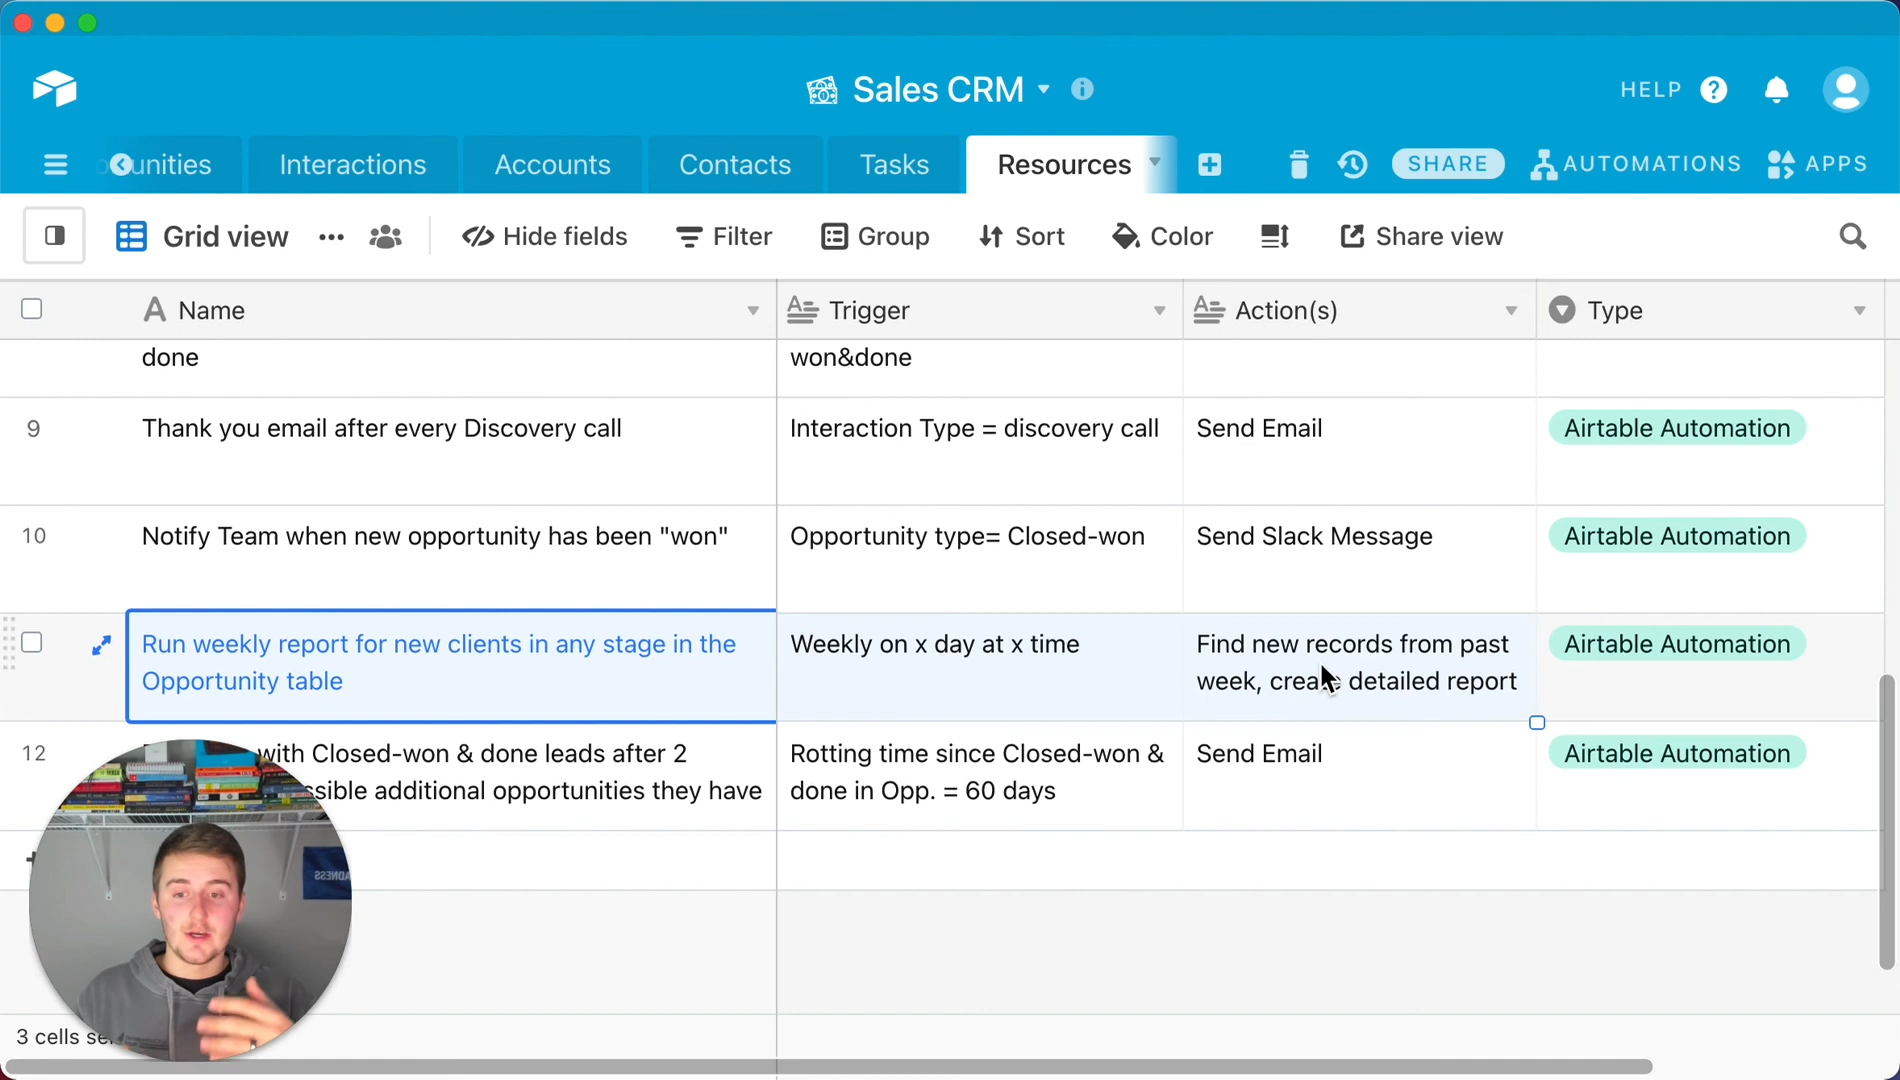 Sales CRM
HELP
unities
Interactions
Accounts
Contacts
Tasks
Resources
SHARE
AUTOMATIONS
APPS
Grid view
Hide fields
Filter
Group
Sort
Color
Share view
Name
Trigger
Action(s)
Type
done
won&done
9
Thank you email after every Discovery call
Interaction Type = discovery call
Send Email
Airtable Automation
10
Notify Team when new opportunity has been "won"
Opportunity type= Closed-won
Send Slack Message
Airtable Automation
Run weekly report for new clients in any stage in the
Opportunity table
Weekly on x day at x time
Find new records from past
week, create detailed report
Airtable Automation
12
with Closed-won & done leads after 2
additional opportunities they have
Rotting time since Closed-won &
done in Opp. = 60 days
Send Email
Airtable Automation
3 cells